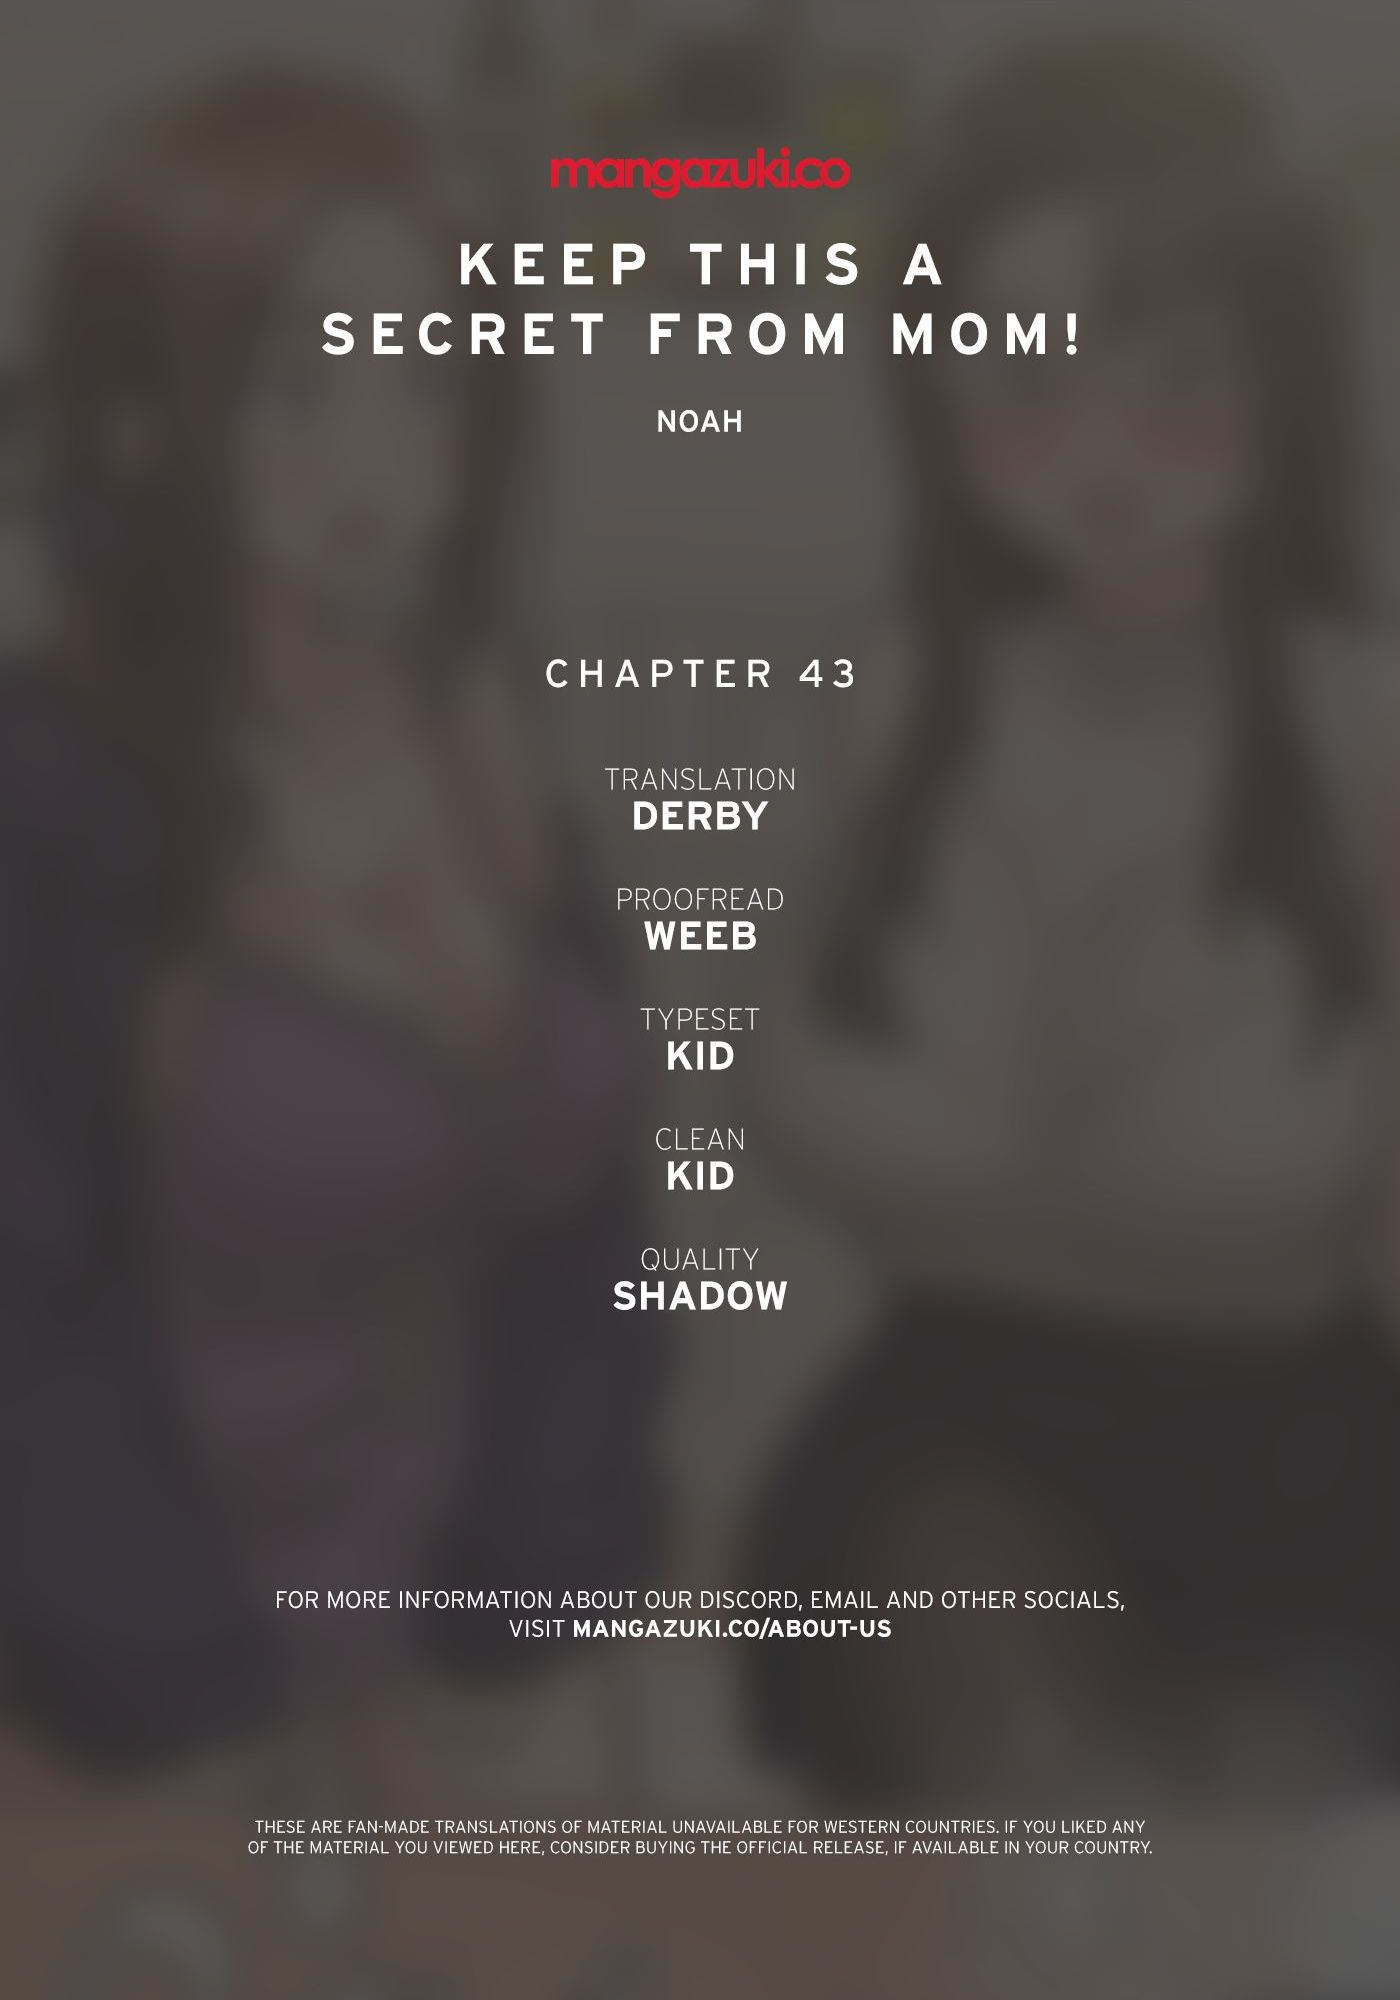 mangazuki.co
KEEP THIS A
SECRET FROM MOM!
NOAH
CHAPTER 43
TRANSLATION
DERBY
PROOFREAD
WEEB
TYPESET
KID
CLEAN
KID
QUALITY
SHADOW
FOR MORE INFORMATION ABOUT OUR DISCORD, EMAIL AND OTHER SOCIALS,
VISIT MANGAZUKI.CO/ABOUT-US
THESE ARE FAN-MADE TRANSLATIONS OF MATERIAL UNAVAILABLE FOR WESTERN COUNTRIES. IF YOU LIKED ANY
OF THE MATERIAL YOU VIEWED HERE, CONSIDER BUYING THE OFFICIAL RELEASE, IF AVAILABLE IN YOUR COUNTRY.